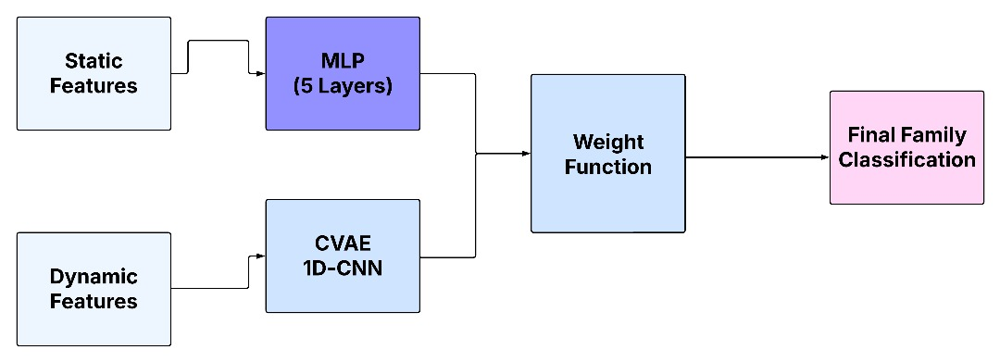 Static
Features
MLP
(5 Layers)
Weight
Function
Final Family
Classification
CVAE
1D-CNN
Dynamic
Features